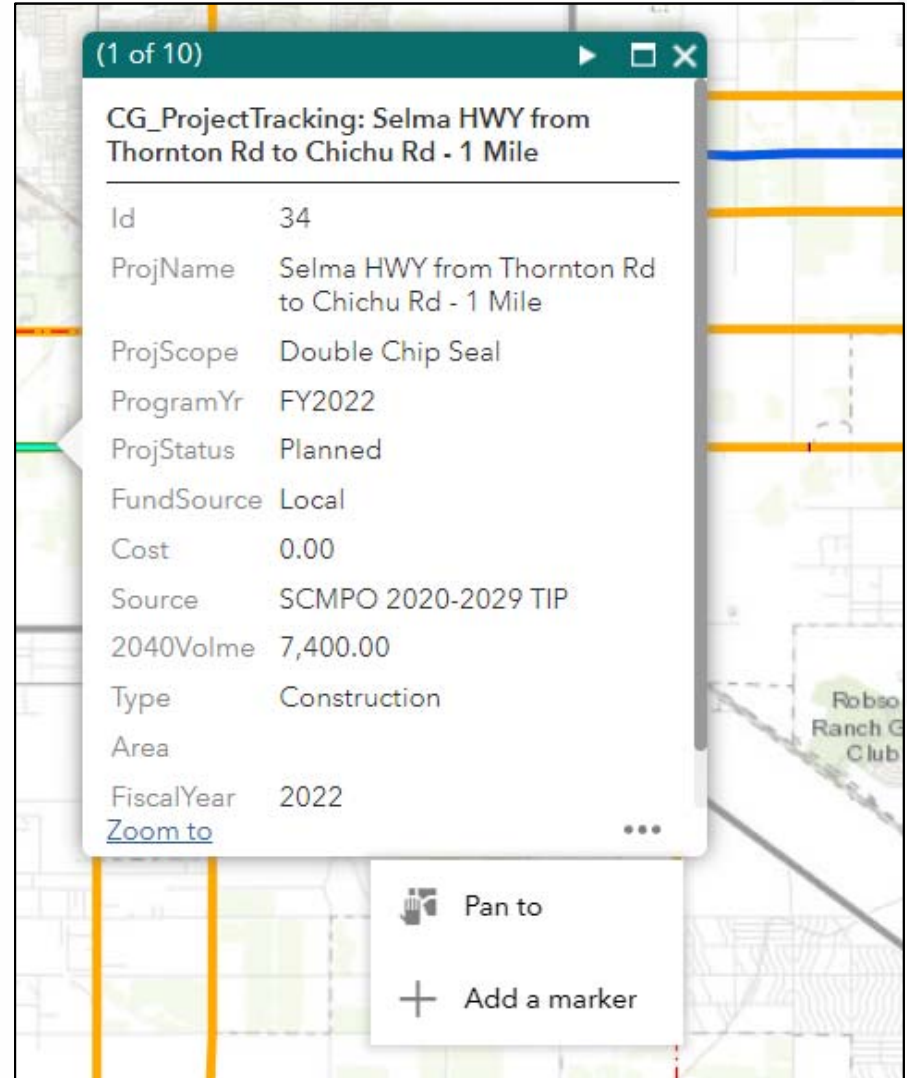 (1 of 10)
CG_ProjectTracking: Selma HWY from
Thornton Rd to Chichu Rd - 1 Mile
Id 34
ProjName Selma HWY from Thornton Rd
to Chichu Rd - 1 Mile
ProjScope Double Chip Seal
ProgramYr FY2022
ProjStatus Planned
FundSource Local
Cost 0.00
Source SCMPO 2020-2029 TIP
2040Volme 7,400.00
Type Construction
Area
FiscalYear 2022
Zoom to
Pan to
Add a marker
Robso
Ranch G
Club